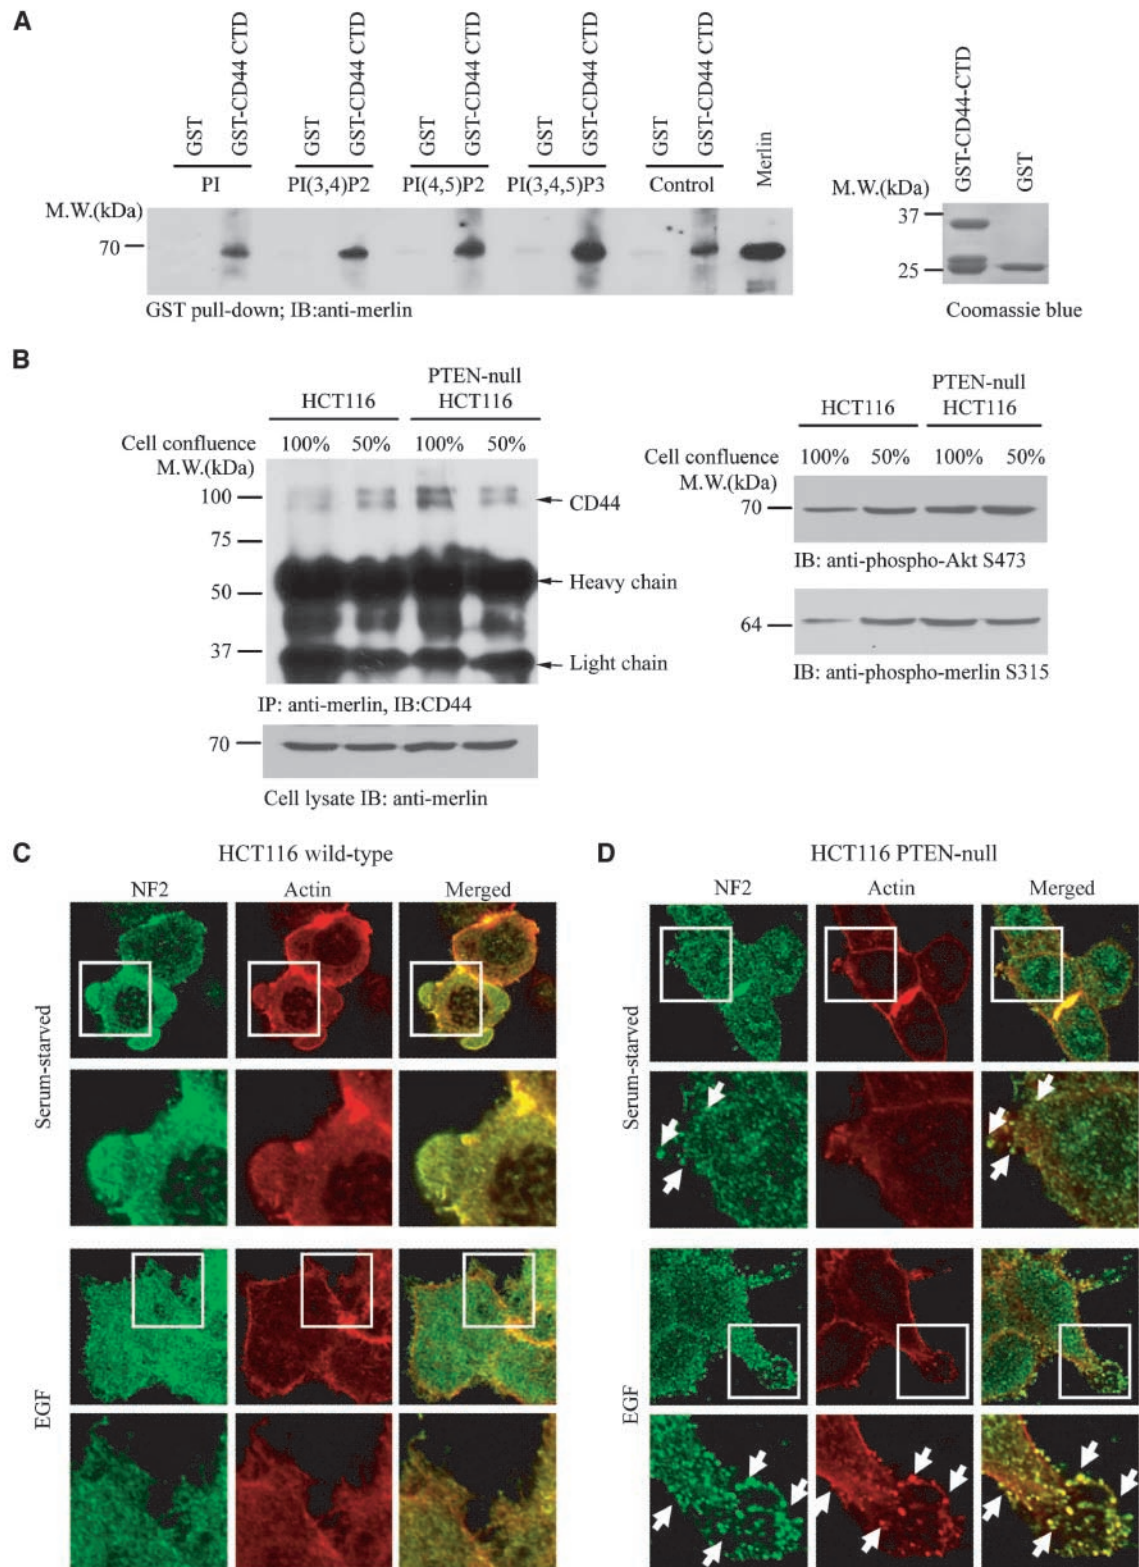 A
GST
GST-CD44 CTD
GST
GST-CD44 CTD
GST
GST-CD44 CTD
GST
GST-CD44 CTD
GST
GST-CD44 CTD
Merlin
PI
PI(3,4)P2
PI(4,5)P2
PI(3,4,5)P3
Control
M.W.(kDa)
70
GST pull-down; IB:anti-merlin
GST-CD44-CTD
GST
M.W.(kDa)
37
25
Coomassie blue
B
HCT116
PTEN-null
HCT116
Cell confluence
100% 50% 100% 50%
M.W.(kDa)
100
75
50
37
CD44
Heavy chain
Light chain
IP: anti-merlin, IB:CD44
70
Cell lysate IB: anti-merlin
HCT116
PTEN-null
HCT116
Cell confluence
100% 50% 100% 50%
M.W.(kDa)
70
IB: anti-phospho-Akt S473
64
IB: anti-phospho-merlin S315
C
HCT116 wild-type
NF2 Actin Merged
Serum-starved
EGF
D
HCT116 PTEN-null
NF2 Actin Merged
Serum-starved
EGF